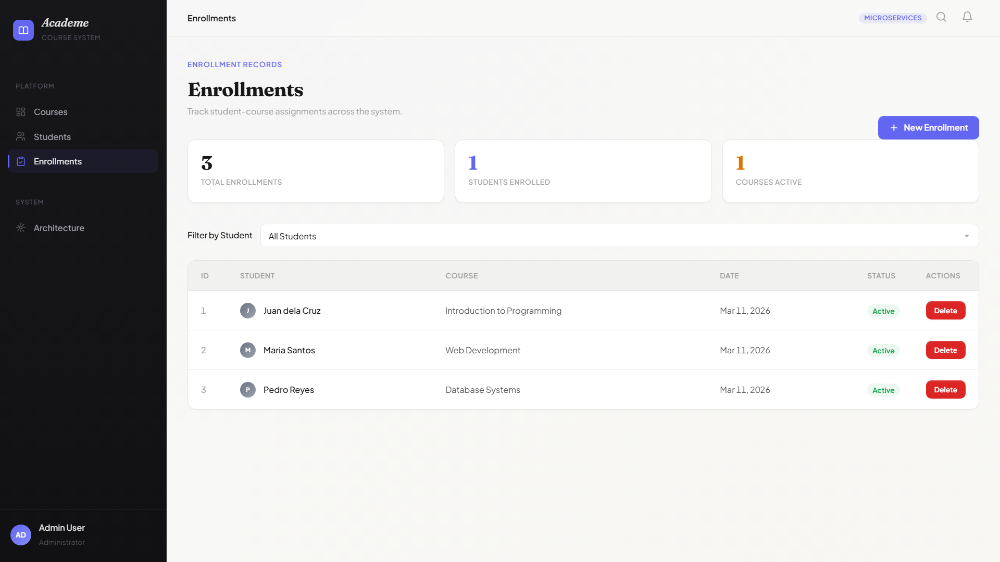 Academe
COURSE SYSTEM
PLATFORM
Courses
Students
Enrollments
SYSTEM
Architecture
AD
Admin User
Administrator
Enrollments
MICROSERVICES
ENROLLMENT RECORDS
Enrollments
Track student-course assignments across the system.
New Enrollment
3
TOTAL ENROLLMENTS
1
STUDENTS ENROLLED
1
COURSES ACTIVE
Filter by Student
All Students
ID STUDENT COURSE DATE STATUS ACTIONS
1 J Juan dela Cruz Introduction to Programming Mar 11, 2026 Active Delete
2 M Maria Santos Web Development Mar 11, 2026 Active Delete
3 P Pedro Reyes Database Systems Mar 11, 2026 Active Delete